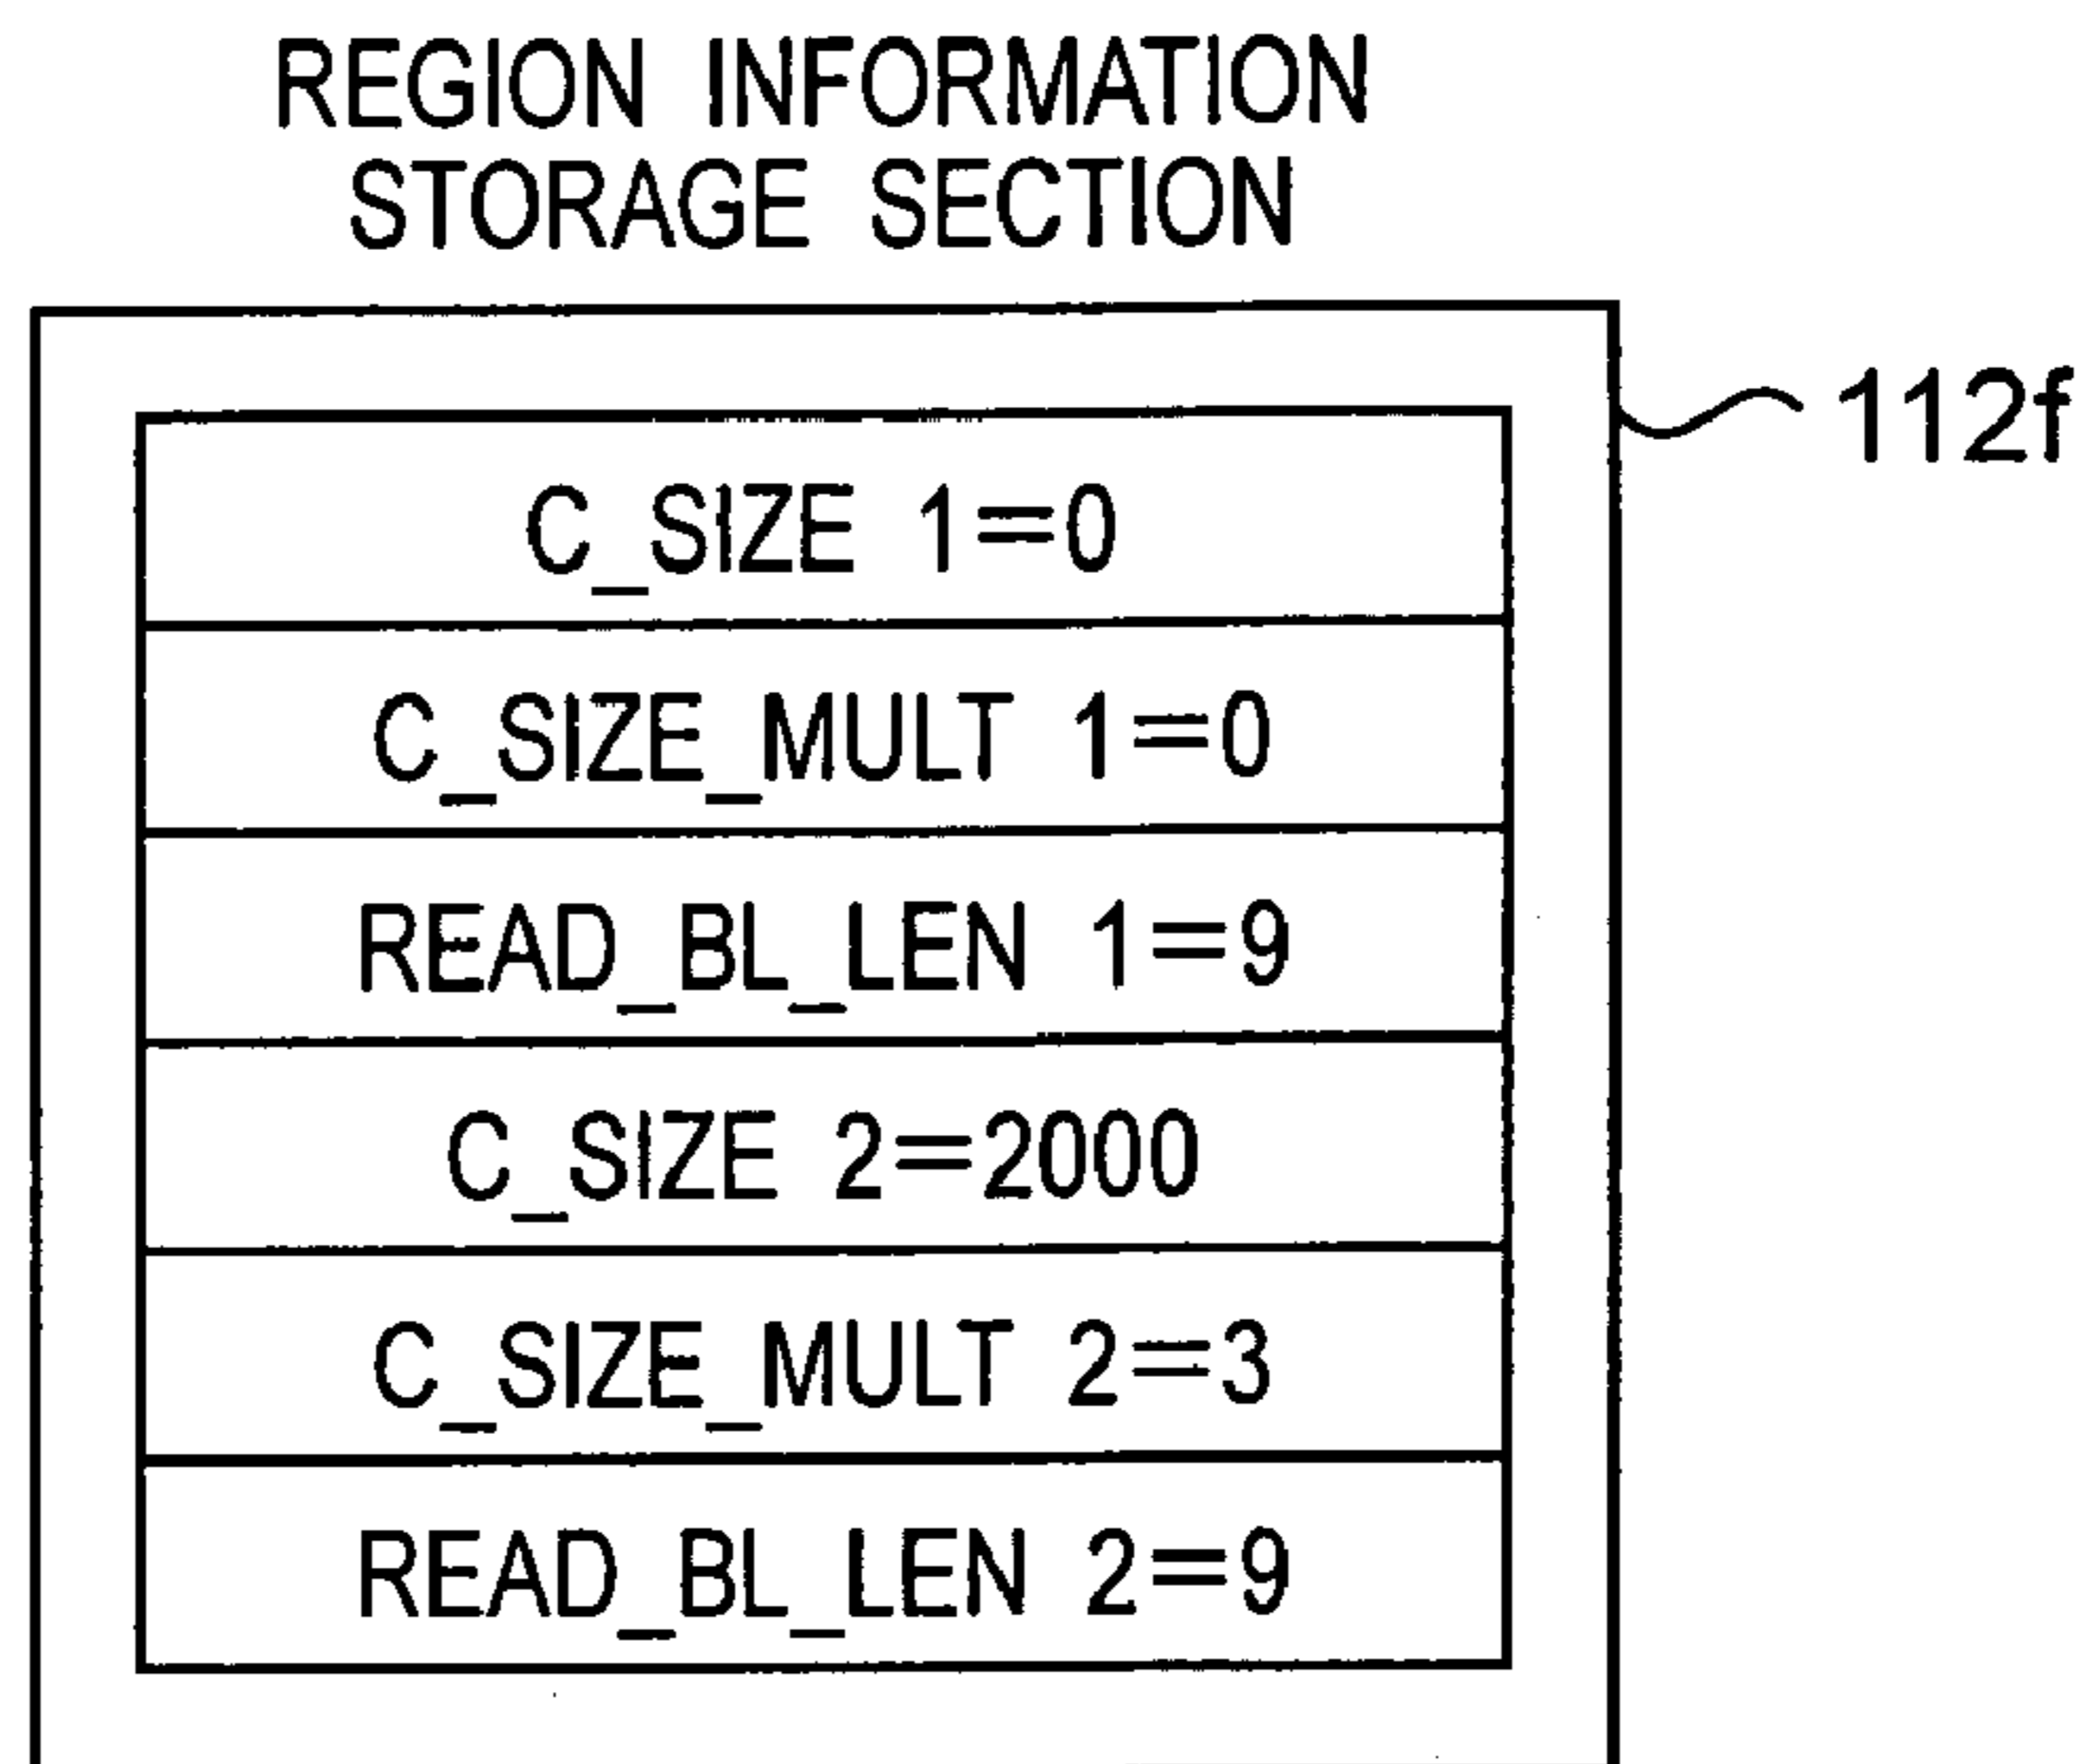 REGION INFORMATION
STORAGE SECTION
112f
C_SIZE 1=0
C_SIZE_MULT 1=0
READ_BL_LEN 1=9
C_SIZE 2=2000
C_SIZE_MULT 2=3
READ_BL_LEN 2=9